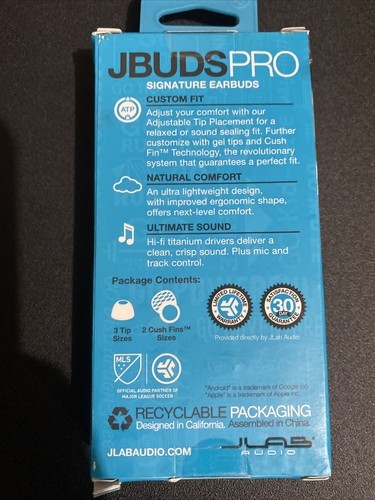 JBUDSPRO
SIGNATURE EARBUDS
CUSTOM FIT
ATP
Adjust your comfort with our
Adjustable Tip Placement for a
relaxed or sound sealing fit. Further
customize with gel tips and Cush
Fin™ Technology, the revolutionary
system that guarantees a perfect fit.
NATURAL COMFORT
An ultra lightweight design,
with improved ergonomic shape,
offers next-level comfort.
ULTIMATE SOUND
Hi-fi titanium drivers deliver a
clean, crisp sound. Plus mic and
track control.
Package Contents:
3 Tip
Sizes
2 Cush Fins™
Sizes
LIMITED LIFETIME
WARRANTY
SATISFACTION
30
DAY
GUARANTEE
Provided directly by JLab Audio
MLS
OFFICIAL AUDIO PARTNER OF
MAJOR LEAGUE SOCCER
"Android" is a trademark of Google Inc.
"Apple" is a trademark of Apple Inc.
RECYCLABLE PACKAGING
Designed in California. Assembled in China.
JLABAUDIO.COM
JLAB
AUDIO